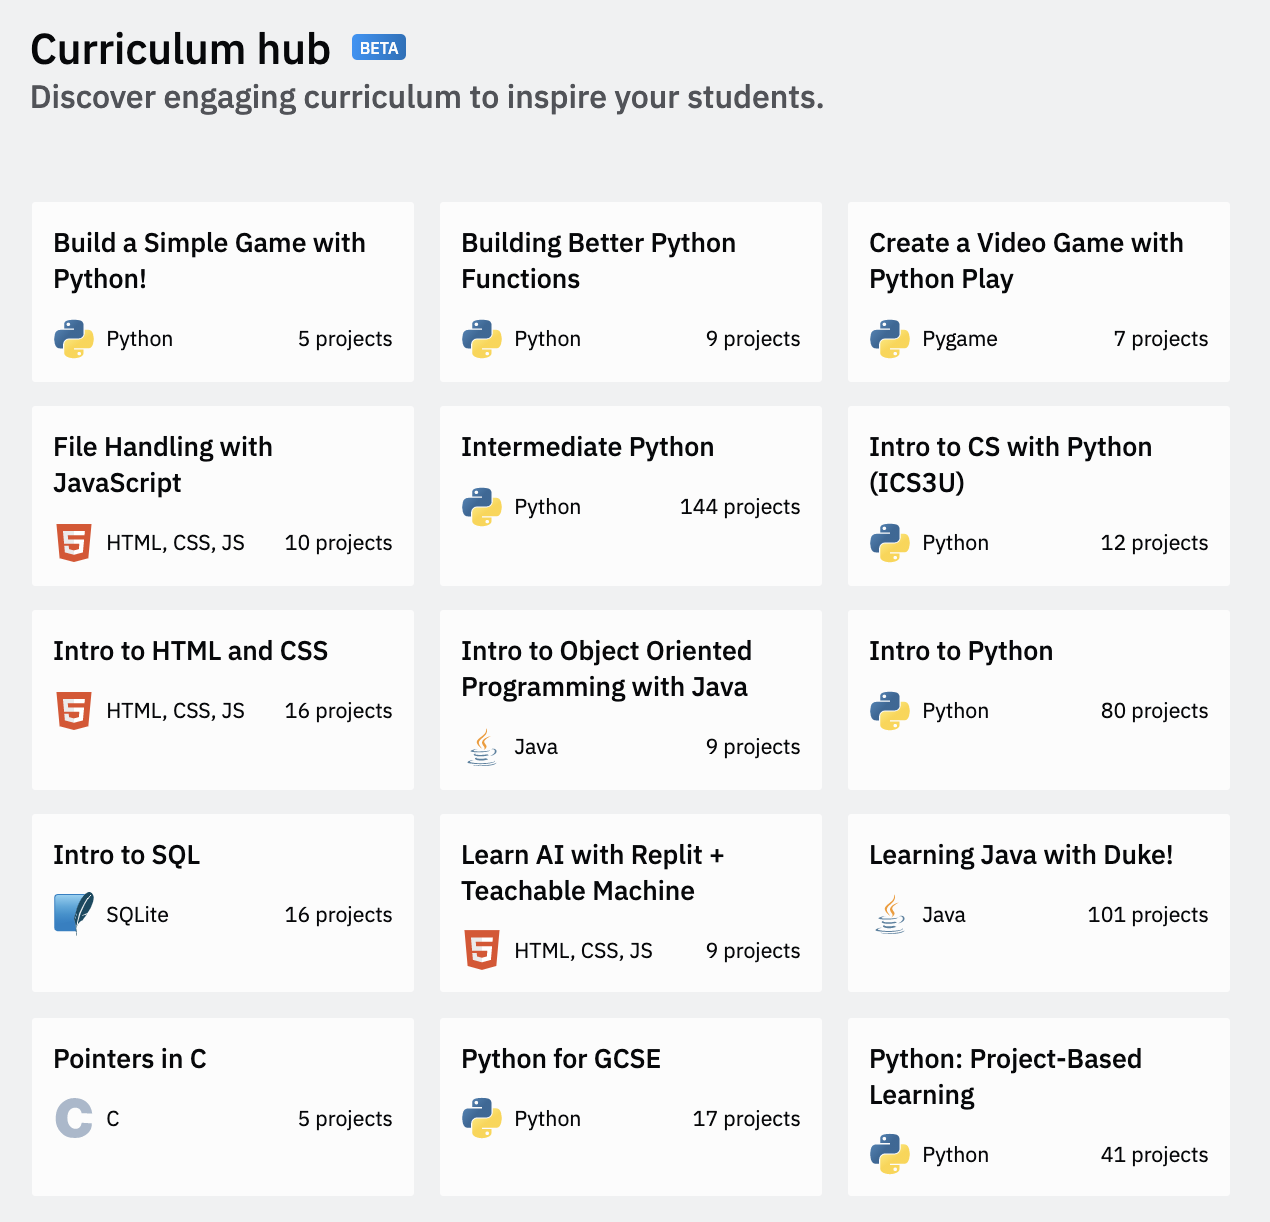 Curriculum hub BETA
Discover engaging curriculum to inspire your students.
Build a Simple Game with
Python!
Python 5 projects
Building Better Python
Functions
Python 9 projects
Create a Video Game with
Python Play
Pygame 7 projects
File Handling with
JavaScript
HTML, CSS, JS 10 projects
Intermediate Python
Python 144 projects
Intro to CS with Python
(ICS3U)
Python 12 projects
Intro to HTML and CSS
HTML, CSS, JS 16 projects
Intro to Object Oriented
Programming with Java
Java 9 projects
Intro to Python
Python 80 projects
Intro to SQL
SQLite 16 projects
Learn AI with Replit +
Teachable Machine
HTML, CSS, JS 9 projects
Learning Java with Duke!
Java 101 projects
Pointers in C
C 5 projects
Python for GCSE
Python 17 projects
Python: Project-Based
Learning
Python 41 projects